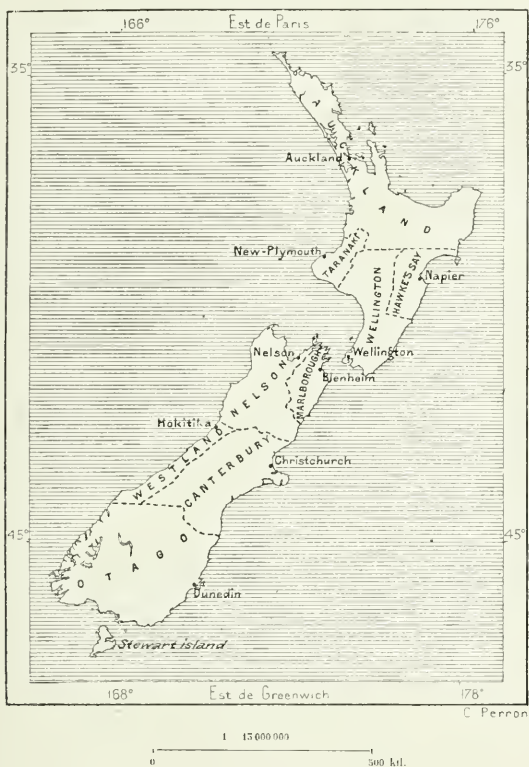 166°
Est de Paris
176°
35°
35°
AUCKLAND
Auckland
New-Plymouth
TARANAKI
WELLINGTON
HAWKES BAY
Napier
Nelson
Wellington
NELSON
MARLBOROUGH
Blenheim
Hokitika
WESTLAND
CANTERBURY
Christchurch
45°
45°
OTAGO
Dunedin
Stewart island
168°
Est de Greenwich
178°
C. Perron
1 : 13 000 000
0
500 kil.